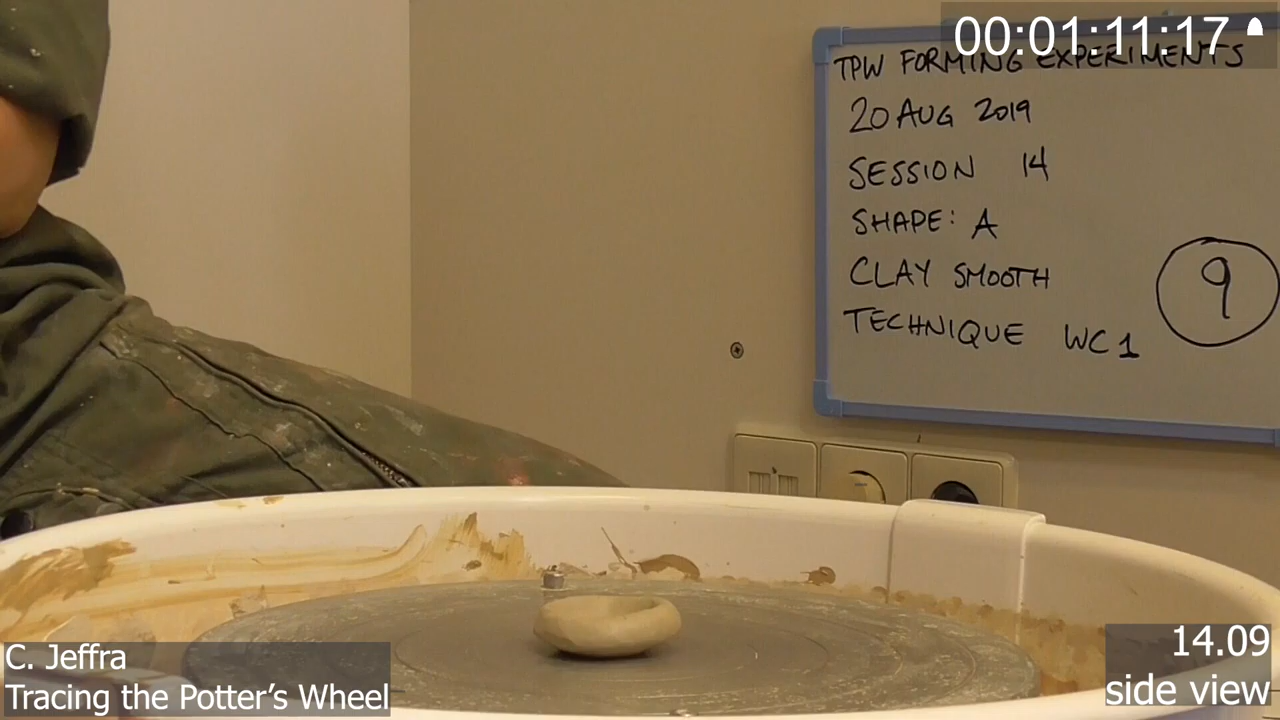 00:01:11:17
TPW FORMING EXPERIMENTS
20 AUG 2019
SESSION 14
SHAPE: A
CLAY SMOOTH
9
TECHNIQUE WC1
C. Jeffra
Tracing the Potter's Wheel
14.09
side view